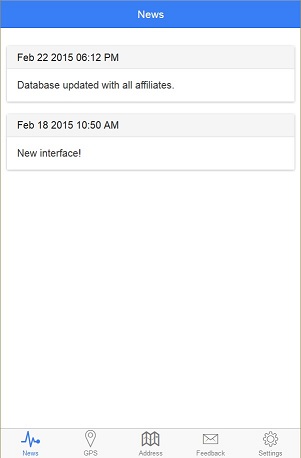 News
Feb 22 2015 06:12 PM
Database updated with all affiliates.
Feb 18 2015 10:50 AM
New interface!
News GPS Address Feedback Settings